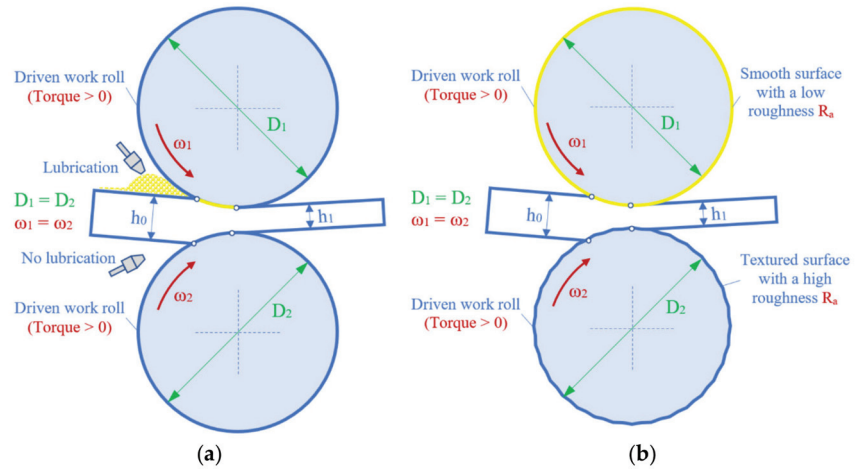 Driven work roll
(Torque > 0)
D₁
ω₁
Lubrication
D₁ = D₂
ω₁ = ω₂
h₀
h₁
No lubrication
ω₂
D₂
Driven work roll
(Torque > 0)
(a)
Driven work roll
(Torque > 0)
Smooth surface
with a low
roughness Rₐ
D₁
ω₁
D₁ = D₂
ω₁ = ω₂
h₀
h₁
Textured surface
with a high
roughness Rₐ
ω₂
D₂
Driven work roll
(Torque > 0)
(b)